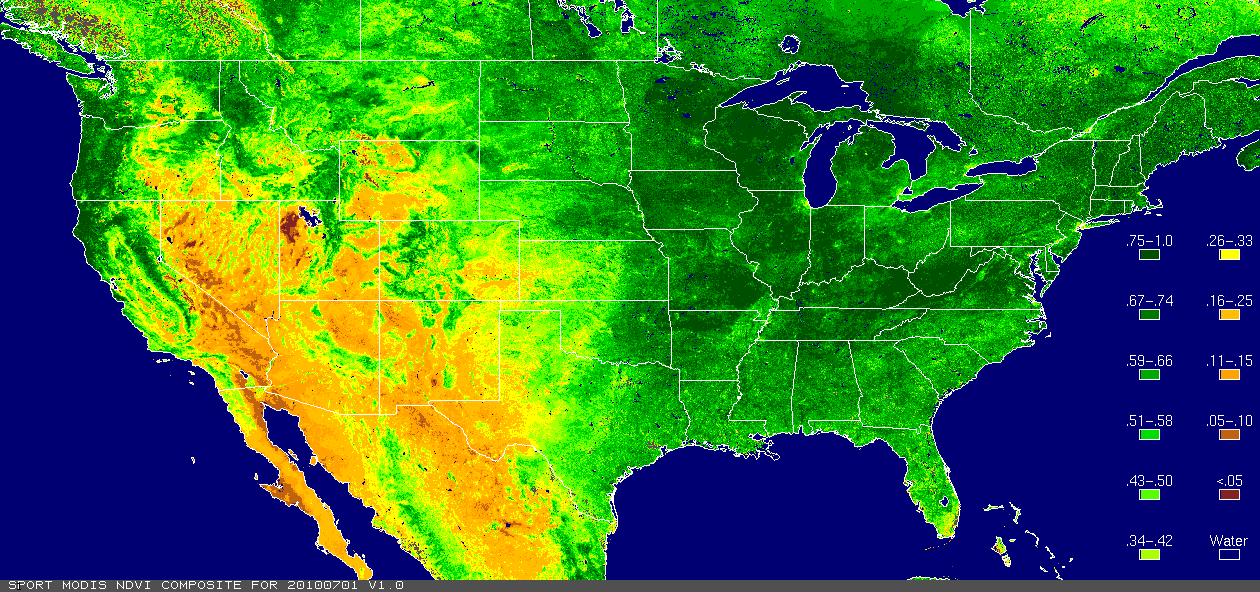 .75-1.0 .26-.33
.67-.74 .16-.25
.59-.66 .11-.15
.51-.58 .05-.10
.43-.50 <.05
.34-.42 Water
SPORT MODIS NDVI COMPOSITE FOR 20100701 V1.0